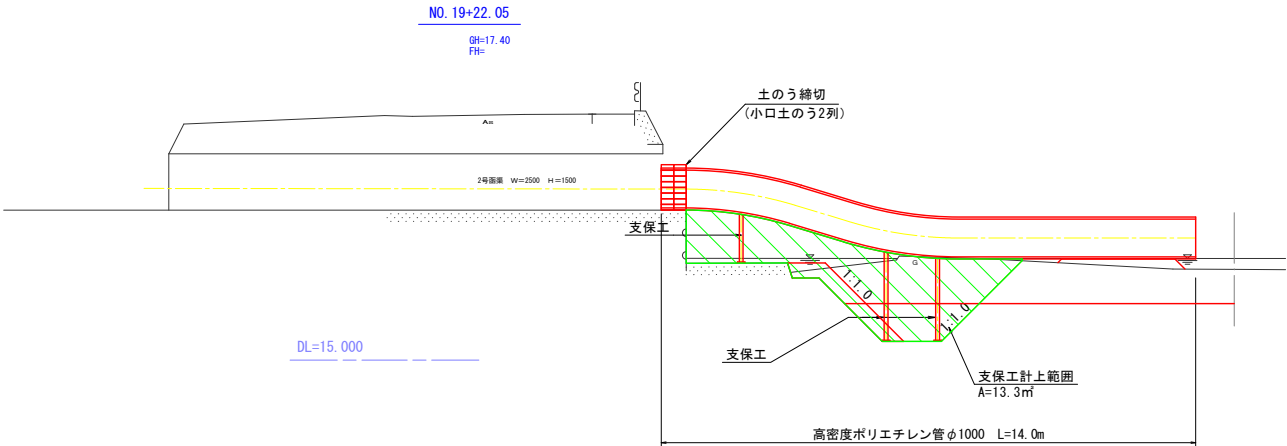 NO. 19+22.05
GH=17.40
FH=
土のう締切
(小口土のう2列)
As
2号函渠 W=2500 H=1500
支保工
G
1:1.0
1:1.0
DL=15.000
支保工
支保工計上範囲
A=13.3㎡
高密度ポリエチレン管φ1000 L=14.0m